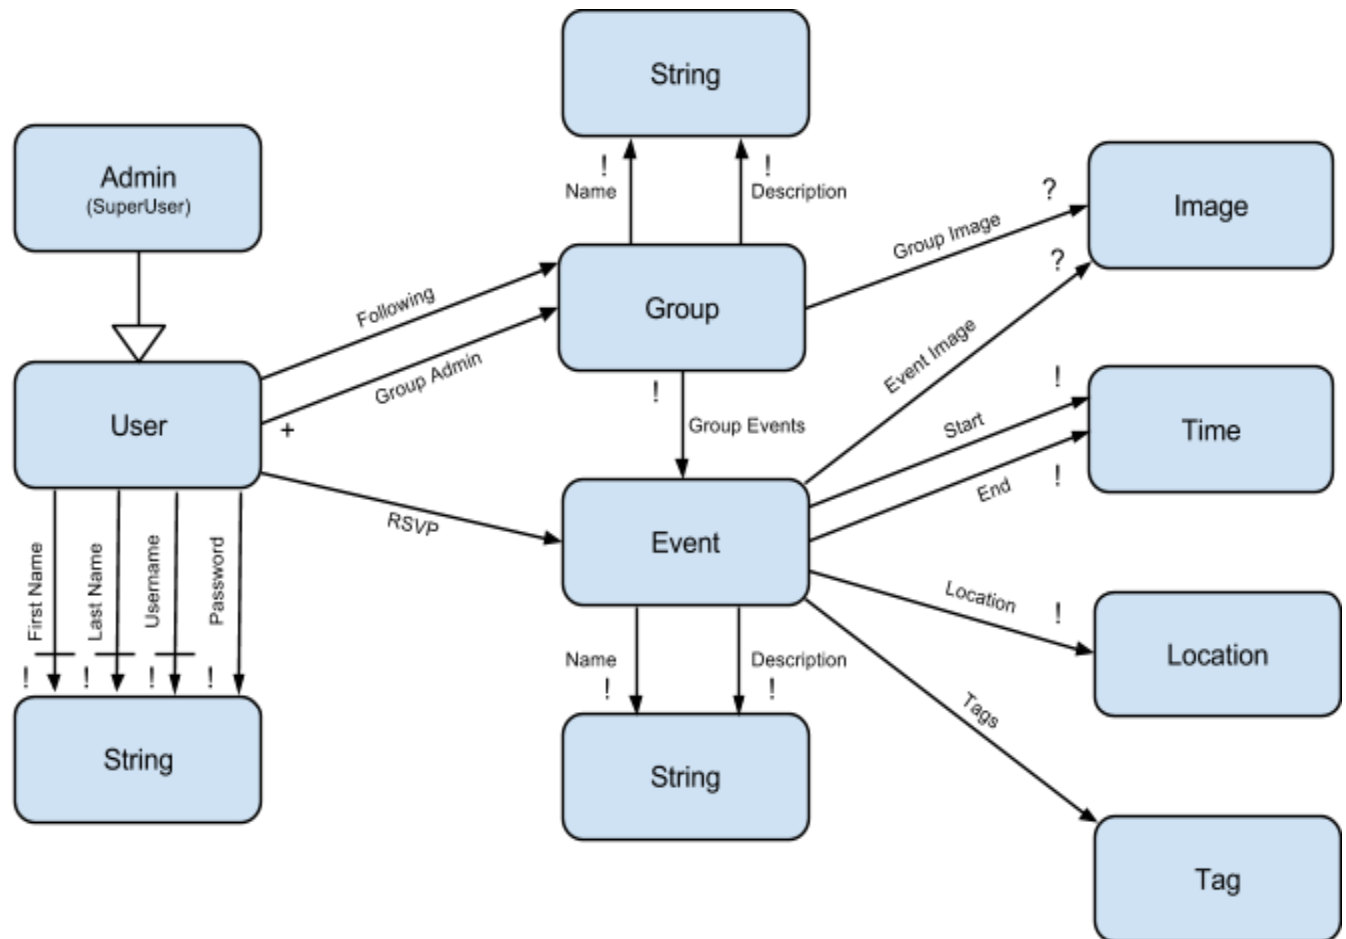 String
!
!
Name
Description
Admin
(SuperUser)
?
Image
Group Image
?
Following
Group
Group Admin
!
Group Events
Event Image
!
Start
Time
User
+
End
!
RSVP
Event
First Name
Last Name
Username
Password
!
!
!
!
Location
!
Location
Name
Description
!
!
Tags
String
String
Tag